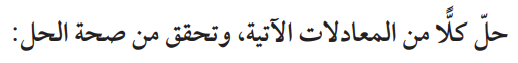 حلّ كلًّا من المعادلات الآتية، وتحقق من صحة الحل: